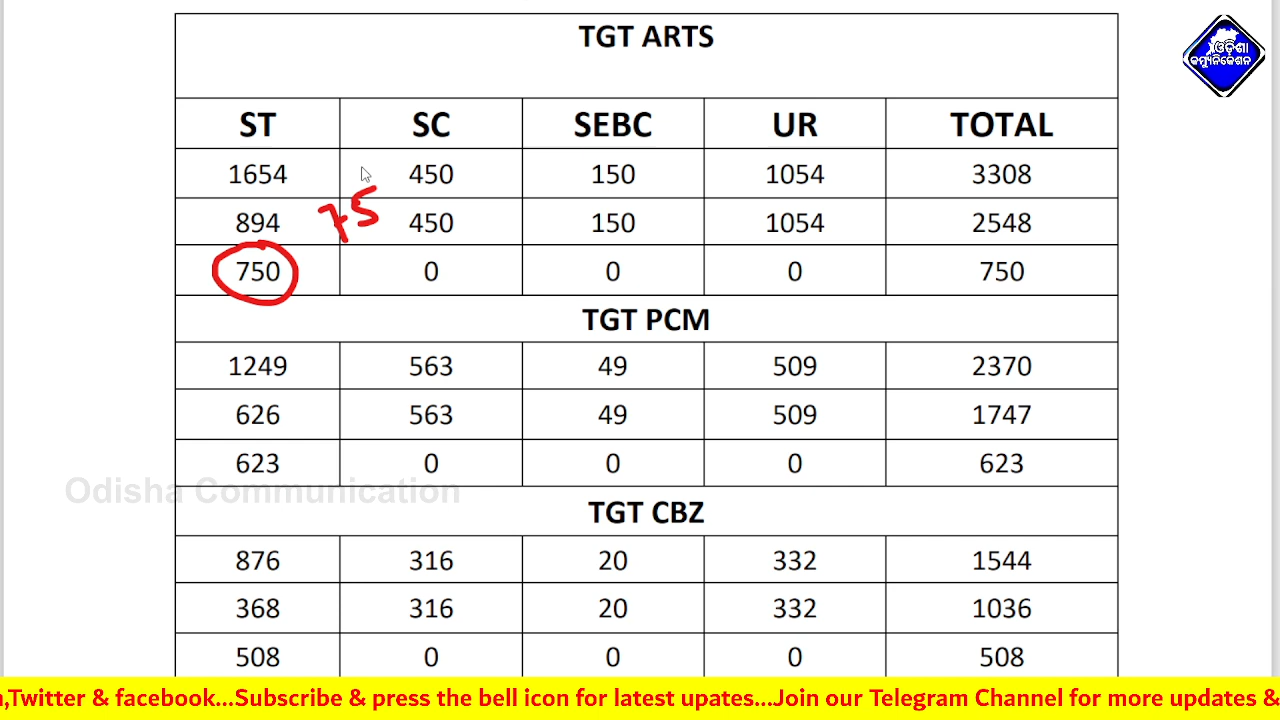 TGT ARTS
ଓଡ଼ିଶା
କମ୍ୟୁନିକେଶନ
ST SC SEBC UR TOTAL
1654 450 150 1054 3308
75
894 450 150 1054 2548
750 0 0 0 750
TGT PCM
1249 563 49 509 2370
626 563 49 509 1747
623 0 0 0 623
Odisha Communication
TGT CBZ
876 316 20 332 1544
368 316 20 332 1036
508 0 0 0 508
,Twitter & facebook...Subscribe & press the bell icon for latest upates...Join our Telegram Channel for more updates &